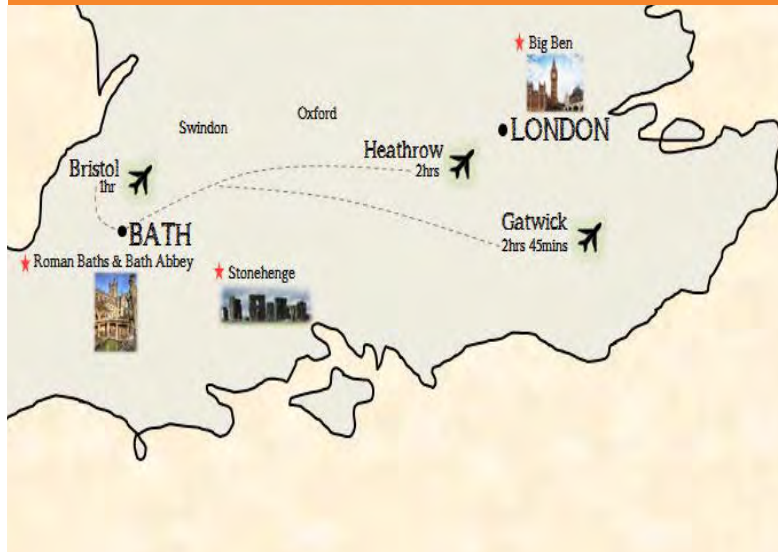 Big Ben
LONDON
Oxford
Swindon
Heathrow
2hrs
Bristol
1hr
Gatwick
2hrs 45mins
BATH
Roman Baths & Bath Abbey
Stonehenge